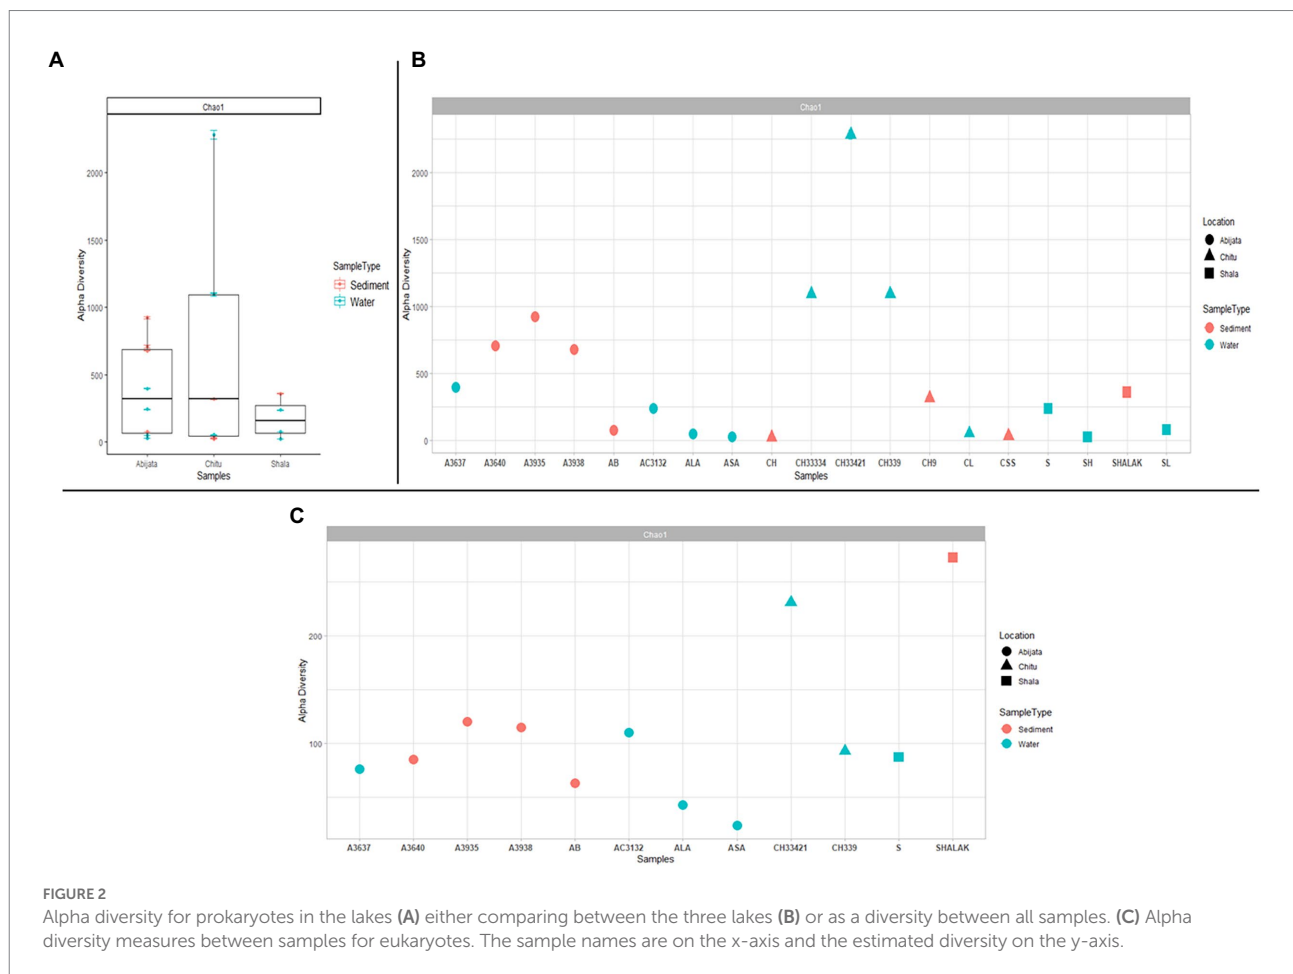 A
Chao1
2000
1500
1000
500
0
Alpha Diversity
Abijata Chitu Shala
Samples
SampleType
Sediment
Water
B
Chao1
2000
1500
1000
500
0
Alpha Diversity
A3637 A3640 A3935 A3938 AB AC3132 ALA ASA CH CH33334 CH33421 CH339 CH9 CL CSS S SH SHALAK SL
Samples
Location
Abijata
Chitu
Shala
SampleType
Sediment
Water
C
Chao1
200
100
Alpha Diversity
A3637 A3640 A3935 A3938 AB AC3132 ALA ASA CH33421 CH339 S SHALAK
Samples
Location
Abijata
Chitu
Shala
SampleType
Sediment
Water
FIGURE 2
Alpha diversity for prokaryotes in the lakes (A) either comparing between the three lakes (B) or as a diversity between all samples. (C) Alpha
diversity measures between samples for eukaryotes. The sample names are on the x-axis and the estimated diversity on the y-axis.